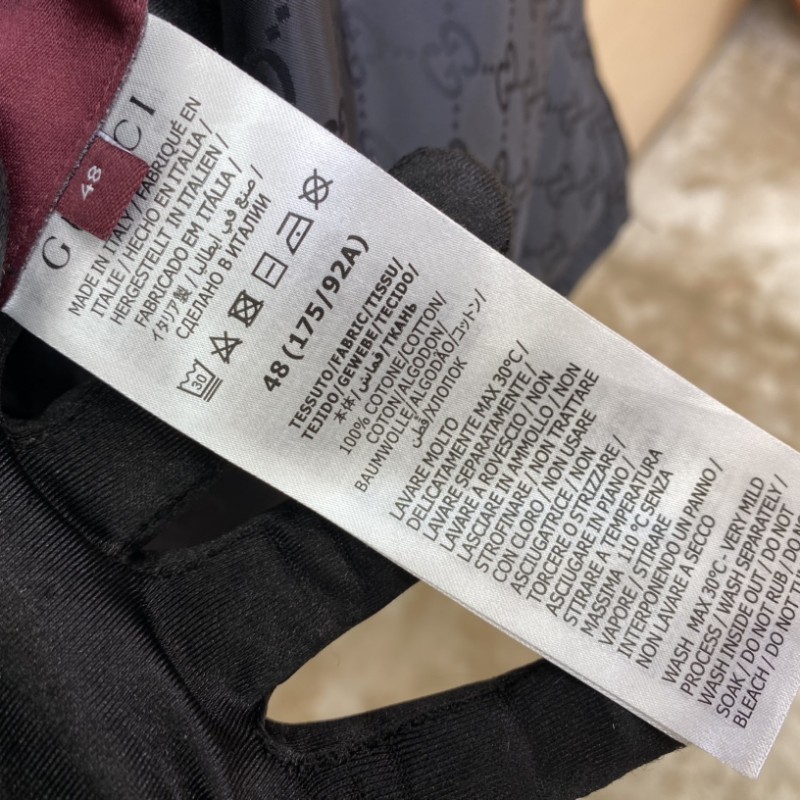 G CI
48
MADE IN ITALY / FABRIQUÉ EN
ITALIE / HECHO EN ITALIA /
HERGESTELLT IN ITALIEN /
FABRICADO EM ITÁLIA /
イタリア製 / صنع في إيطاليا /
СДЕЛАНО В ИТАЛИИ
30
48 (175/92A)
TESSUTO/FABRIC/TISSU/
TEJIDO/GEWEBE/TECIDO/
本体/قماش/ТКАНЬ
100% COTONE/COTTON/
COTON/ALGODON/
BAUMWOLLE/ALGODÃO/コットン/
قطن/ХЛОПОК
LAVARE MOLTO
DELICATAMENTE MAX 30°C/
LAVARE SEPARATAMENTE /
LAVARE A ROVESCIO / NON
LASCIARE IN AMMOLLO / NON
STROFINARE / NON TRATTARE
CON CLORO / NON USARE
ASCIUGATRICE / NON
TORCERE O STRIZZARE /
ASCIUGARE IN PIANO /
STIRARE A TEMPERATURA
MASSIMA 110 °C SENZA
VAPORE / STIRARE
INTERPONENDO UN PANNO /
NON LAVARE A SECCO
WASH MAX 30°C - VERY MILD
PROCESS / WASH SEPARATELY /
WASH INSIDE OUT / DO NOT
SOAK / DO NOT RUB / DO NOT
BLEACH / DO NOT